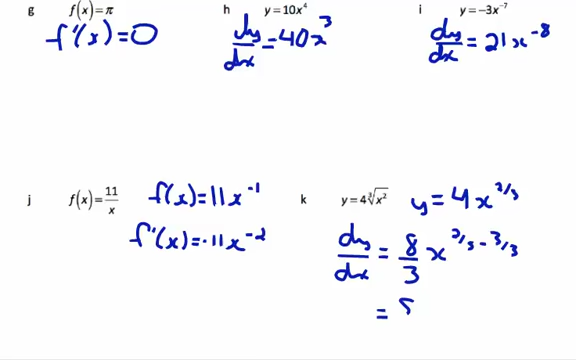 g f(x)=π
f'(x)=0
h y=10x⁴
dy/dx=40x³
i y=-3x⁻⁷
dy/dx=21x⁻⁸
j f(x)=11/x
f(x)=11x⁻¹
f'(x)=-11x⁻²
k y=4∛x²
y=4x^(2/3)
dy/dx=8/3 x^(2/3-3/3)
=